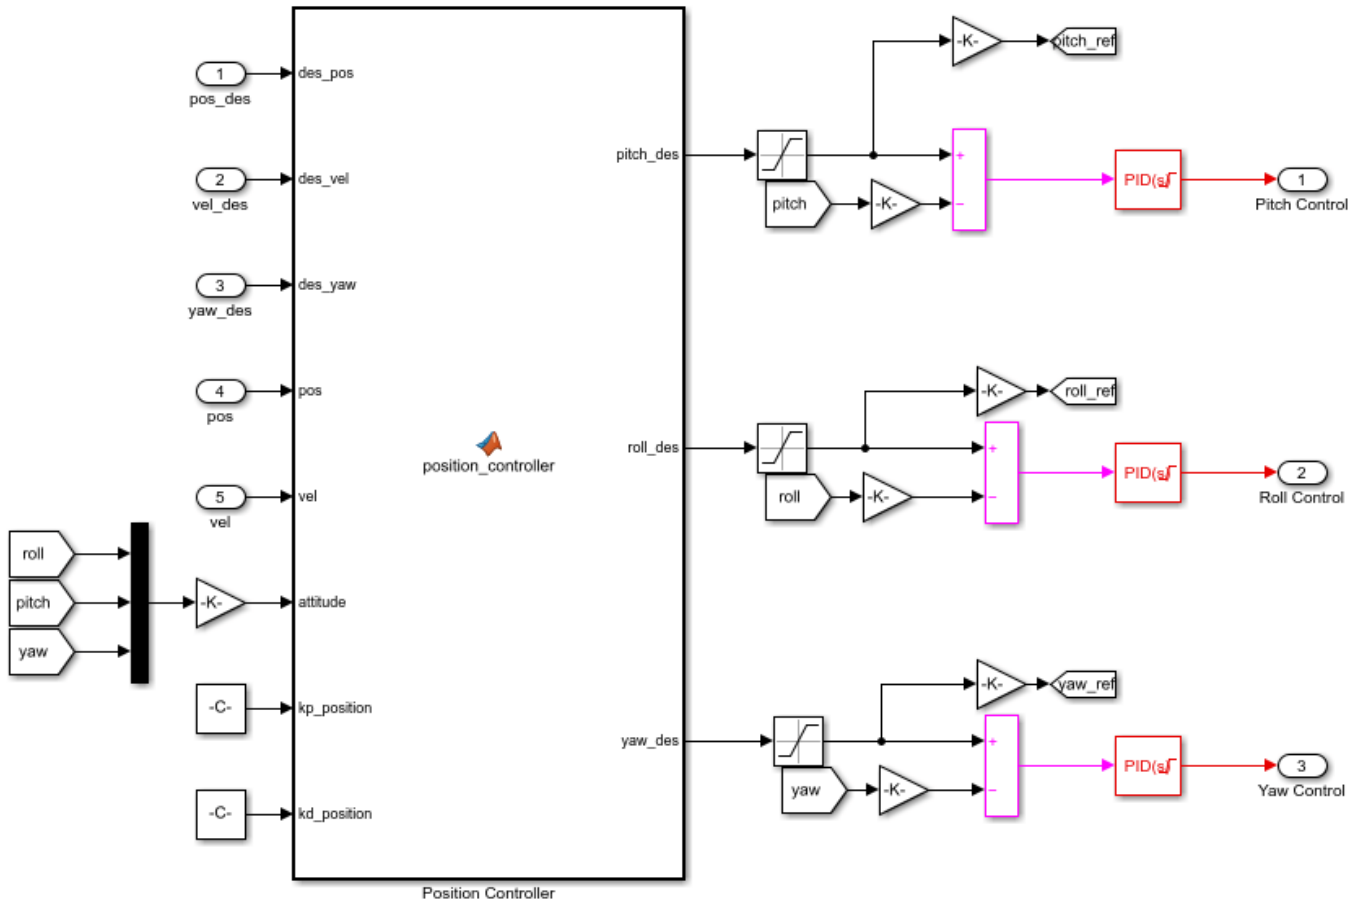 -K-
pitch_ref
1
pos_des
des_pos
pitch_des
+
2
vel_des
des_vel
pitch
-K-
−
PID(s)
1
Pitch Control
3
yaw_des
des_yaw
4
pos
pos
-K-
roll_ref
position_controller
roll_des
+
5
vel
vel
roll
-K-
−
PID(s)
2
Roll Control
roll
pitch
yaw
-K-
attitude
-C-
kp_position
-K-
yaw_ref
yaw_des
+
yaw
-K-
−
PID(s)
3
Yaw Control
-C-
kd_position
Position Controller